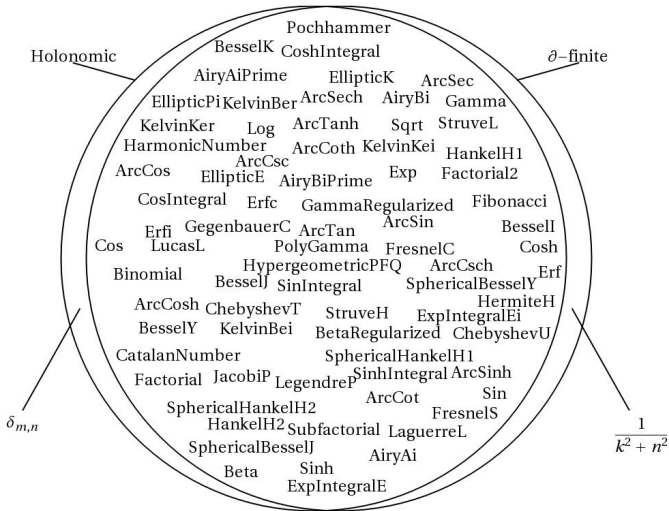 Pochhammer
BesselK CoshIntegral
Holonomic
∂-finite
AiryAiPrime EllipticK ArcSec
EllipticPi KelvinBer ArcSech AiryBi Gamma
KelvinKer Log ArcTanh Sqrt StruveL
HarmonicNumber ArcCoth KelvinKei HankelH1
ArcCsc
ArcCos EllipticE AiryBiPrime Exp Factorial2
CosIntegral Erfc GammaRegularized Fibonacci
Erfi GegenbauerC ArcTan ArcSin BesselI
Cos LucasL PolyGamma FresnelC Cosh
Binomial HypergeometricPFQ ArcCsch Erf
BesselJ SinIntegral SphericalBesselY
HermiteH
ArcCosh ChebyshevT StruveH ExpIntegralEi
BesselY KelvinBei BetaRegularized ChebyshevU
CatalanNumber SphericalHankelH1
Factorial JacobiP LegendreP SinhIntegral ArcSinh
ArcCot Sin
SphericalHankelH2 FresnelS
HankelH2 Subfactorial LaguerreL
δm,n
1
k² + n²
SphericalBesselJ AiryAi
Beta Sinh
ExpIntegralE